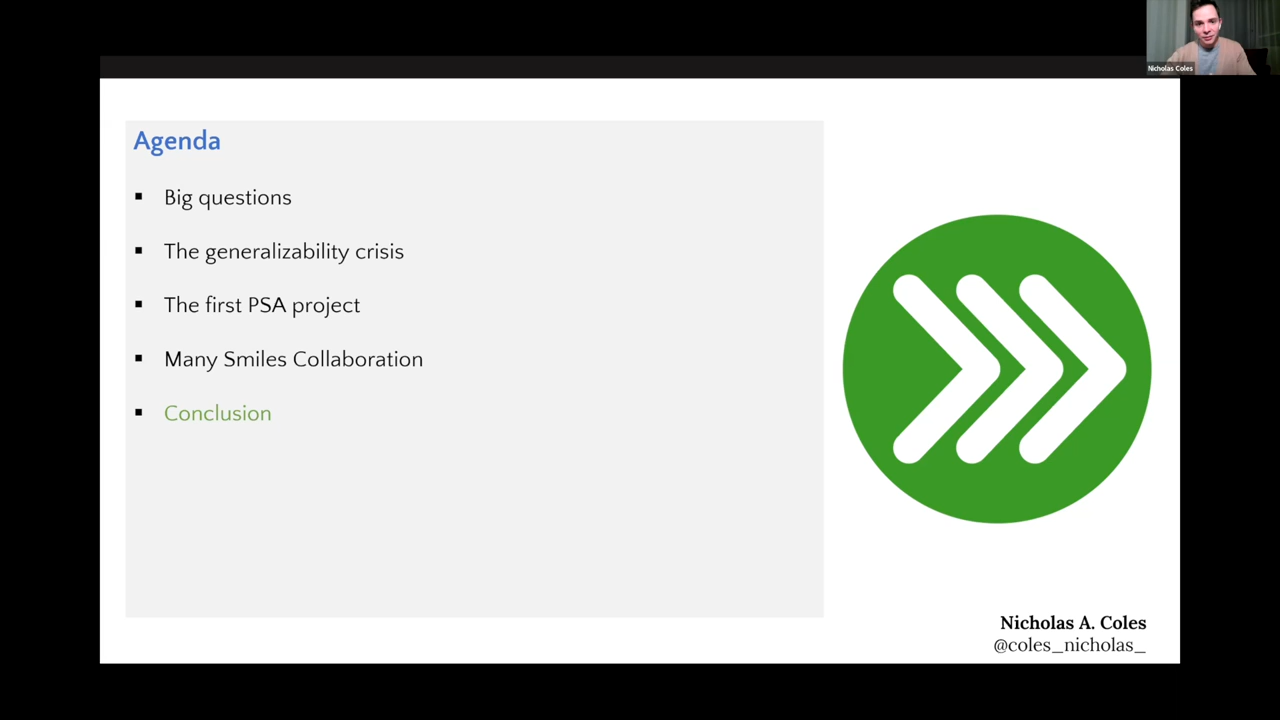 Nicholas Coles
Agenda
▪ Big questions
▪ The generalizability crisis
▪ The first PSA project
▪ Many Smiles Collaboration
▪ Conclusion
Nicholas A. Coles
@coles_nicholas_